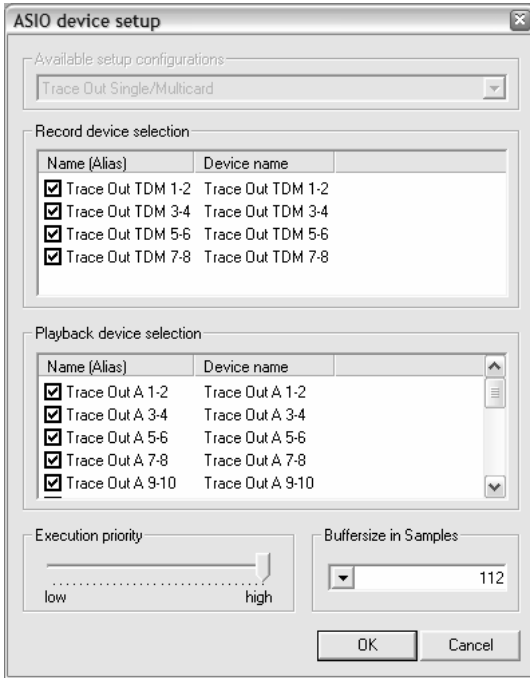 ASIO device setup
Available setup configurations
Trace Out Single/Multicard
Record device selection
Name (Alias) Device name
Trace Out TDM 1-2 Trace Out TDM 1-2
Trace Out TDM 3-4 Trace Out TDM 3-4
Trace Out TDM 5-6 Trace Out TDM 5-6
Trace Out TDM 7-8 Trace Out TDM 7-8
Playback device selection
Name (Alias) Device name
Trace Out A 1-2 Trace Out A 1-2
Trace Out A 3-4 Trace Out A 3-4
Trace Out A 5-6 Trace Out A 5-6
Trace Out A 7-8 Trace Out A 7-8
Trace Out A 9-10 Trace Out A 9-10
Execution priority
low high
Buffersize in Samples
112
OK Cancel